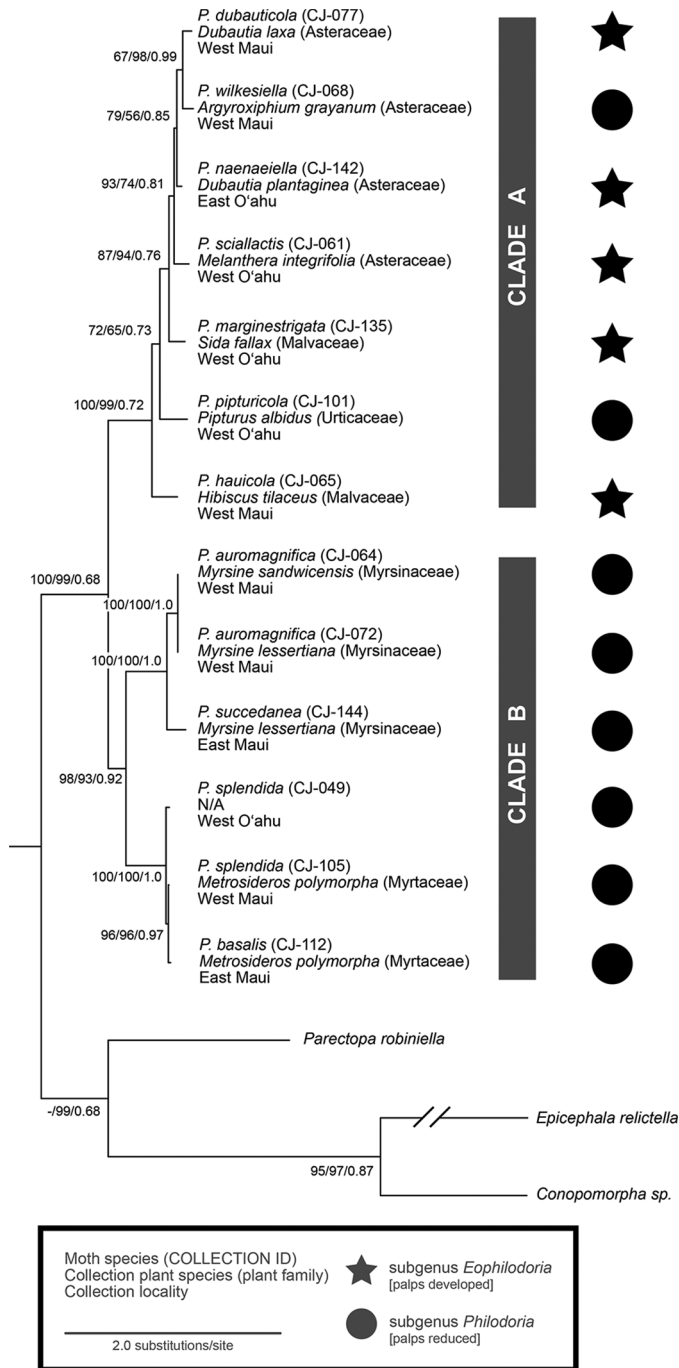 P. dubauticola (CJ-077)
Dubautia laxa (Asteraceae)
West Maui
67/98/0.99
P. wilkesiella (CJ-068)
Argyroxiphium grayanum (Asteraceae)
West Maui
79/56/0.85
P. naenaeiella (CJ-142)
Dubautia plantaginea (Asteraceae)
East Oʻahu
93/74/0.81
P. sciallactis (CJ-061)
Melanthera integrifolia (Asteraceae)
West Oʻahu
87/94/0.76
P. marginestrigata (CJ-135)
Sida fallax (Malvaceae)
West Oʻahu
72/65/0.73
P. pipturicola (CJ-101)
Pipturus albidus (Urticaceae)
West Oʻahu
100/99/0.72
P. hauicola (CJ-065)
Hibiscus tilaceus (Malvaceae)
West Maui
CLADE A
100/99/0.68
P. auromagnifica (CJ-064)
Myrsine sandwicensis (Myrsinaceae)
West Maui
100/100/1.0
P. auromagnifica (CJ-072)
Myrsine lessertiana (Myrsinaceae)
West Maui
100/100/1.0
P. succedanea (CJ-144)
Myrsine lessertiana (Myrsinaceae)
East Maui
98/93/0.92
P. splendida (CJ-049)
N/A
West Oʻahu
100/100/1.0
P. splendida (CJ-105)
Metrosideros polymorpha (Myrtaceae)
West Maui
96/96/0.97
P. basalis (CJ-112)
Metrosideros polymorpha (Myrtaceae)
East Maui
CLADE B
Parectopa robiniella
-/99/0.68
Epicephala relictella
95/97/0.87
Conopomorpha sp.
Moth species (COLLECTION ID)
Collection plant species (plant family)
Collection locality
2.0 substitutions/site
subgenus Eophilodoria
[palps developed]
subgenus Philodoria
[palps reduced]